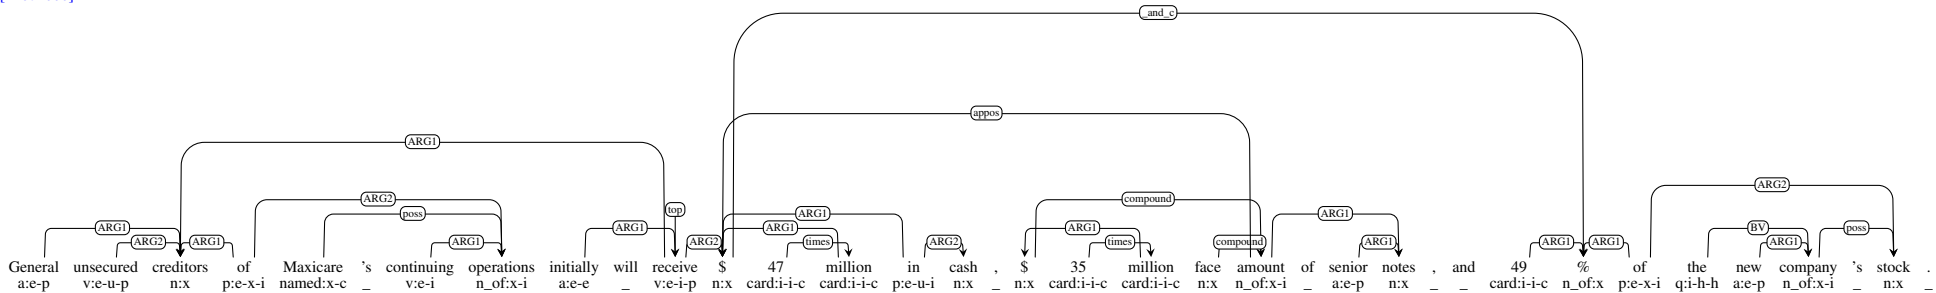 _and_c
appos
ARG1
ARG2 compound ARG2
poss top ARG1 ARG1
ARG1 ARG1 ARG1 ARG1 BV poss
ARG2 ARG1 ARG1 ARG2 times ARG2 times compound ARG1 ARG1 ARG1 ARG1
General unsecured creditors of Maxicare 's continuing operations initially will receive $ 47 million in cash , $ 35 million face amount of senior notes , and 49 % of the new company 's stock .
a:e-p v:e-u-p n:x p:e-x-i named:x-c _ v:e-i n_of:x-i a:e-e _ v:e-i-p n:x card:i-i-c card:i-i-c p:e-u-i n:x _ n:x card:i-i-c card:i-i-c n:x n_of:x-i _ a:e-p n:x _ _ card:i-i-c n_of:x p:e-x-i q:i-h-h a:e-p n_of:x-i _ n:x _